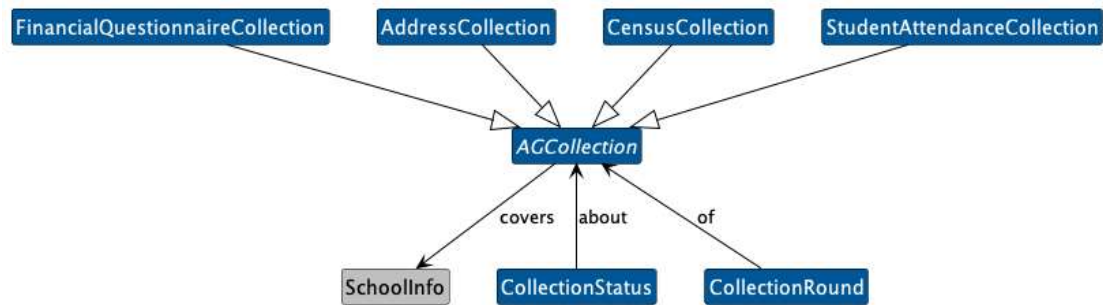 FinancialQuestionnaireCollection AddressCollection CensusCollection StudentAttendanceCollection
AGCollection
covers about of
SchoolInfo CollectionStatus CollectionRound